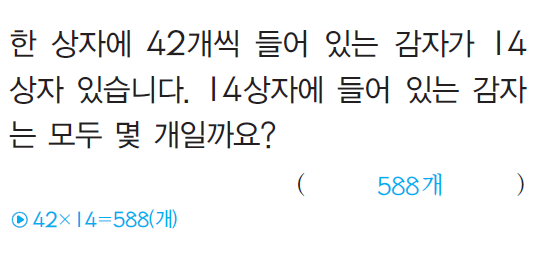 한 상자에 42개씩 들어 있는 감자가 14
상자 있습니다. 14상자에 들어 있는 감자
는 모두 몇 개일까요?
( 588개 )
▶ 42×14=588(개)